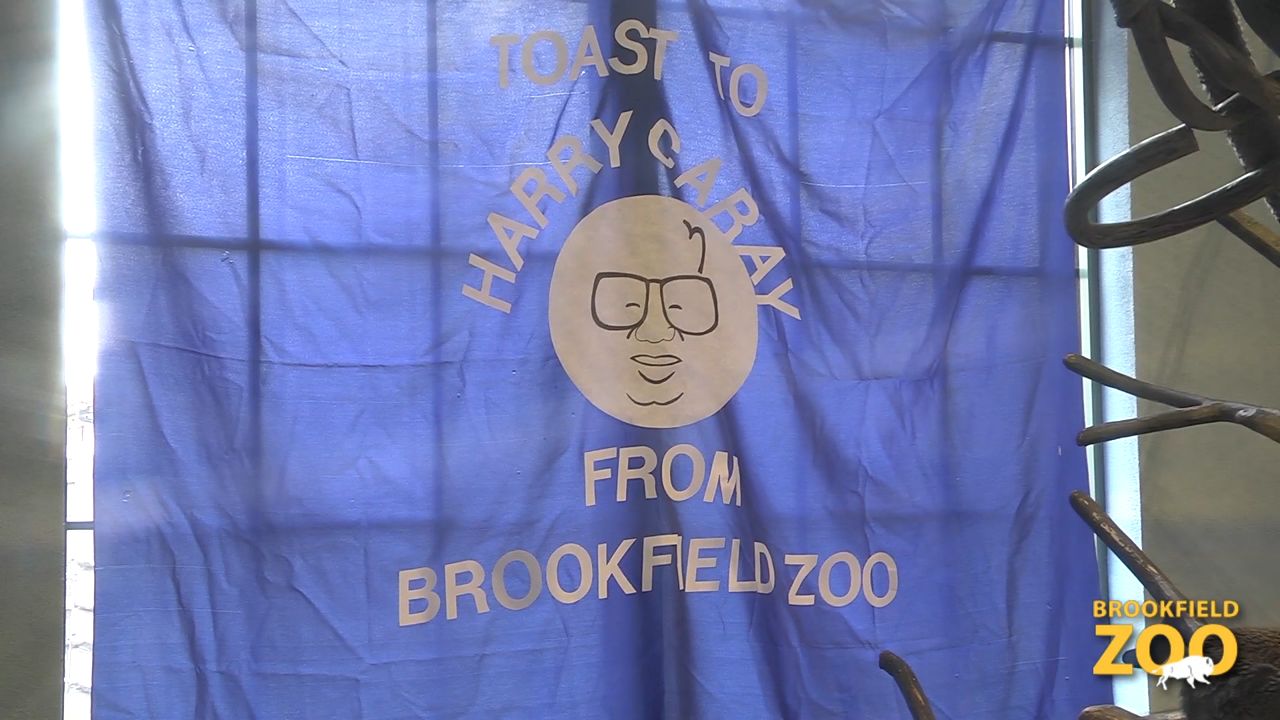 TOAST TO
HARRY CARAY
FROM
BROOKFIELD ZOO
BROOKFIELD
ZOO